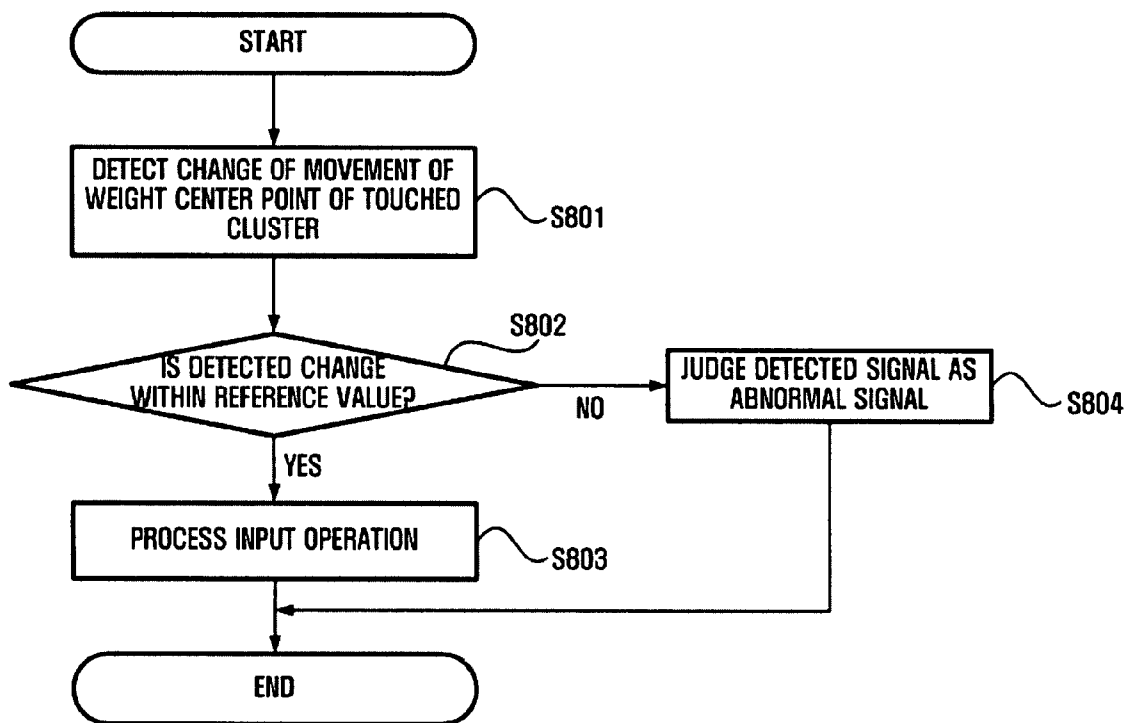 START
DETECT CHANGE OF MOVEMENT OF
WEIGHT CENTER POINT OF TOUCHED
CLUSTER
S801
S802
IS DETECTED CHANGE
WITHIN REFERENCE VALUE?
NO
JUDGE DETECTED SIGNAL AS
ABNORMAL SIGNAL
S804
YES
PROCESS INPUT OPERATION
S803
END